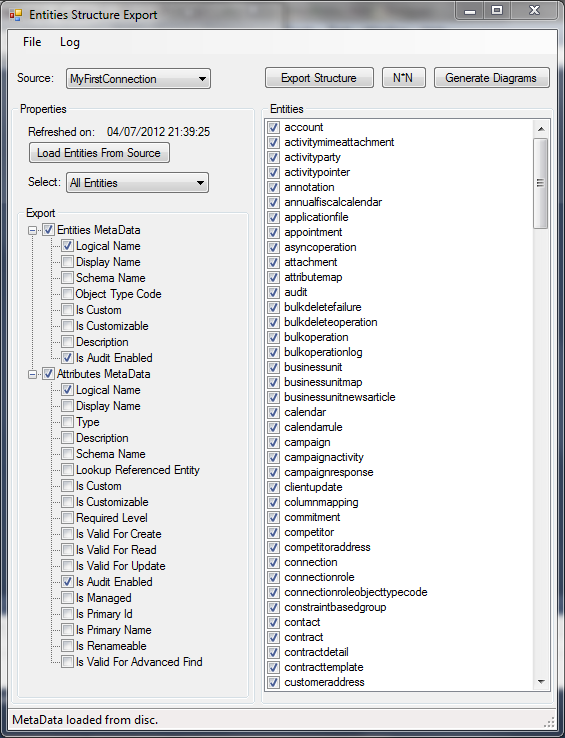 Entities Structure Export
File Log
Source: MyFirstConnection Export Structure N*N Generate Diagrams
Properties
Refreshed on: 04/07/2012 21:39:25
Load Entities From Source
Select: All Entities
Export
Entities MetaData
Logical Name
Display Name
Schema Name
Object Type Code
Is Custom
Is Customizable
Description
Is Audit Enabled
Attributes MetaData
Logical Name
Display Name
Type
Description
Schema Name
Lookup Referenced Entity
Is Custom
Is Customizable
Required Level
Is Valid For Create
Is Valid For Read
Is Valid For Update
Is Audit Enabled
Is Managed
Is Primary Id
Is Primary Name
Is Renameable
Is Valid For Advanced Find
Entities
account
activitymimeattachment
activityparty
activitypointer
annotation
annualfiscalcalendar
applicationfile
appointment
asyncoperation
attachment
attributemap
audit
bulkdeletefailure
bulkdeleteoperation
bulkoperation
bulkoperationlog
businessunit
businessunitmap
businessunitnewsarticle
calendar
calendarrule
campaign
campaignactivity
campaignresponse
clientupdate
columnmapping
commitment
competitor
competitoraddress
connection
connectionrole
connectionroleobjecttypecode
constraintbasedgroup
contact
contract
contractdetail
contracttemplate
customeraddress
MetaData loaded from disc.